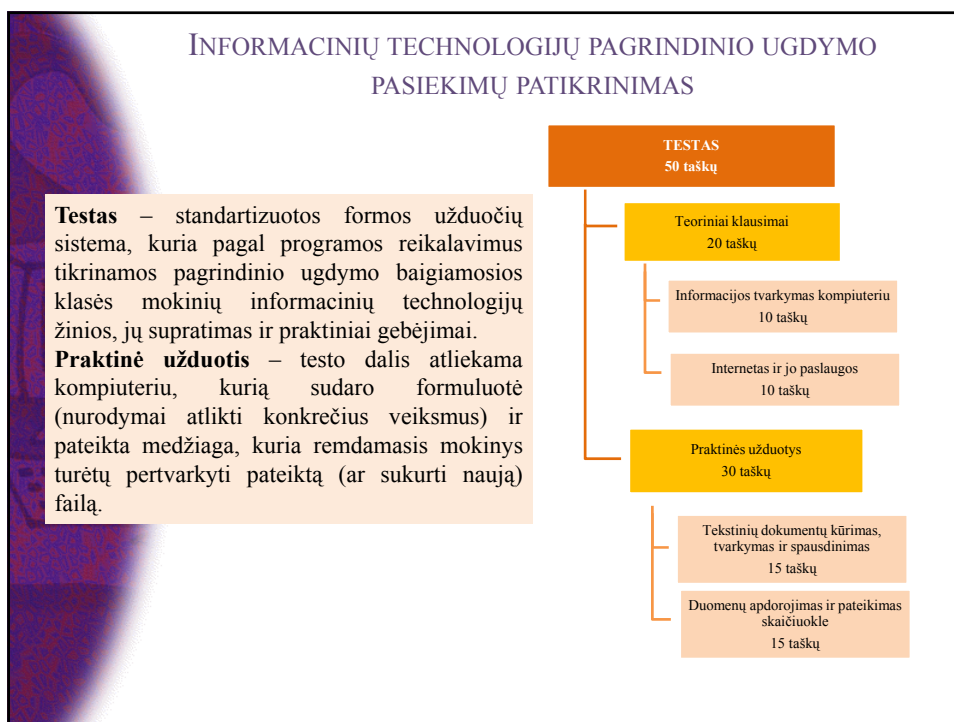 INFORMACINIŲ TECHNOLOGIJŲ PAGRINDINIO UGDYMO
PASIEKIMŲ PATIKRINIMAS
Testas – standartizuotos formos užduočių
sistema, kuria pagal programos reikalavimus
tikrinamos pagrindinio ugdymo baigiamosios
klasės mokinių informacinių technologijų
žinios, jų supratimas ir praktiniai gebėjimai.
Praktinė užduotis – testo dalis atliekama
kompiuteriu, kurią sudaro formuluotė
(nurodymai atlikti konkrečius veiksmus) ir
pateikta medžiaga, kuria remdamasis mokinys
turėtų pertvarkyti pateiktą (ar sukurti naują)
failą.
TESTAS
50 taškų
Teoriniai klausimai
20 taškų
Informacijos tvarkymas kompiuteriu
10 taškų
Internetas ir jo paslaugos
10 taškų
Praktinės užduotys
30 taškų
Tekstinių dokumentų kūrimas,
tvarkymas ir spausdinimas
15 taškų
Duomenų apdorojimas ir pateikimas
skaičiuokle
15 taškų